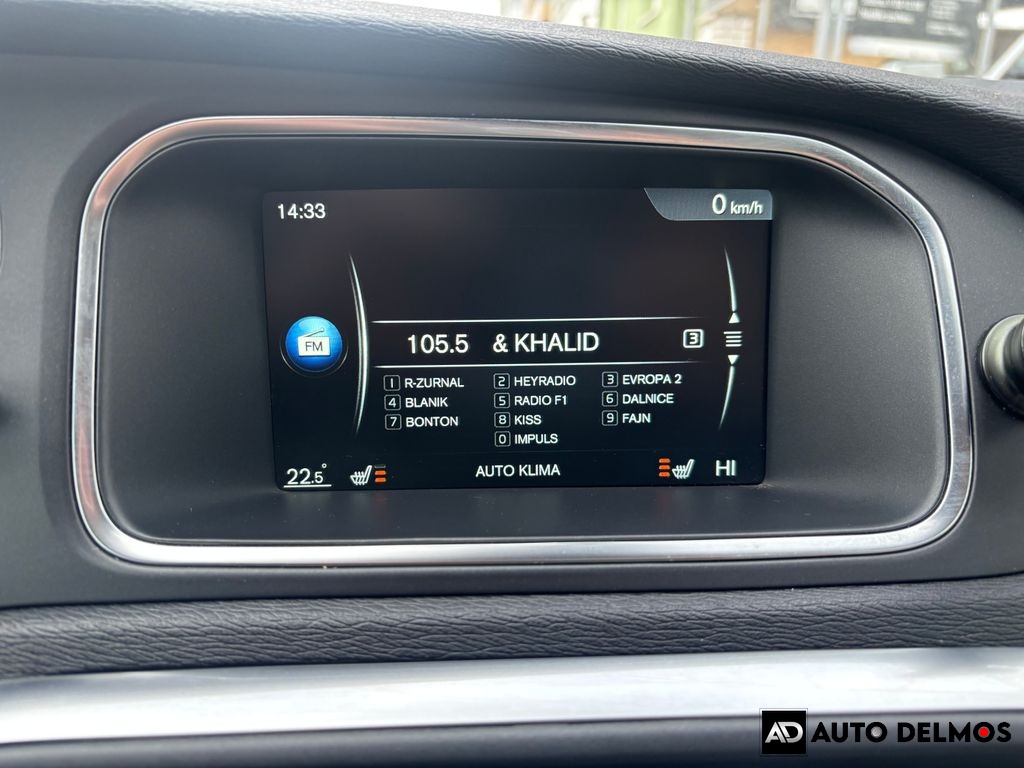 14:33
0 km/h
FM
105.5 & KHALID 3
1 R-ZURNAL 2 HEYRADIO 3 EVROPA 2
4 BLANIK 5 RADIO F1 6 DALNICE
7 BONTON 8 KISS 9 FAJN
0 IMPULS
22.5° AUTO KLIMA HI
AD AUTO DELMOS